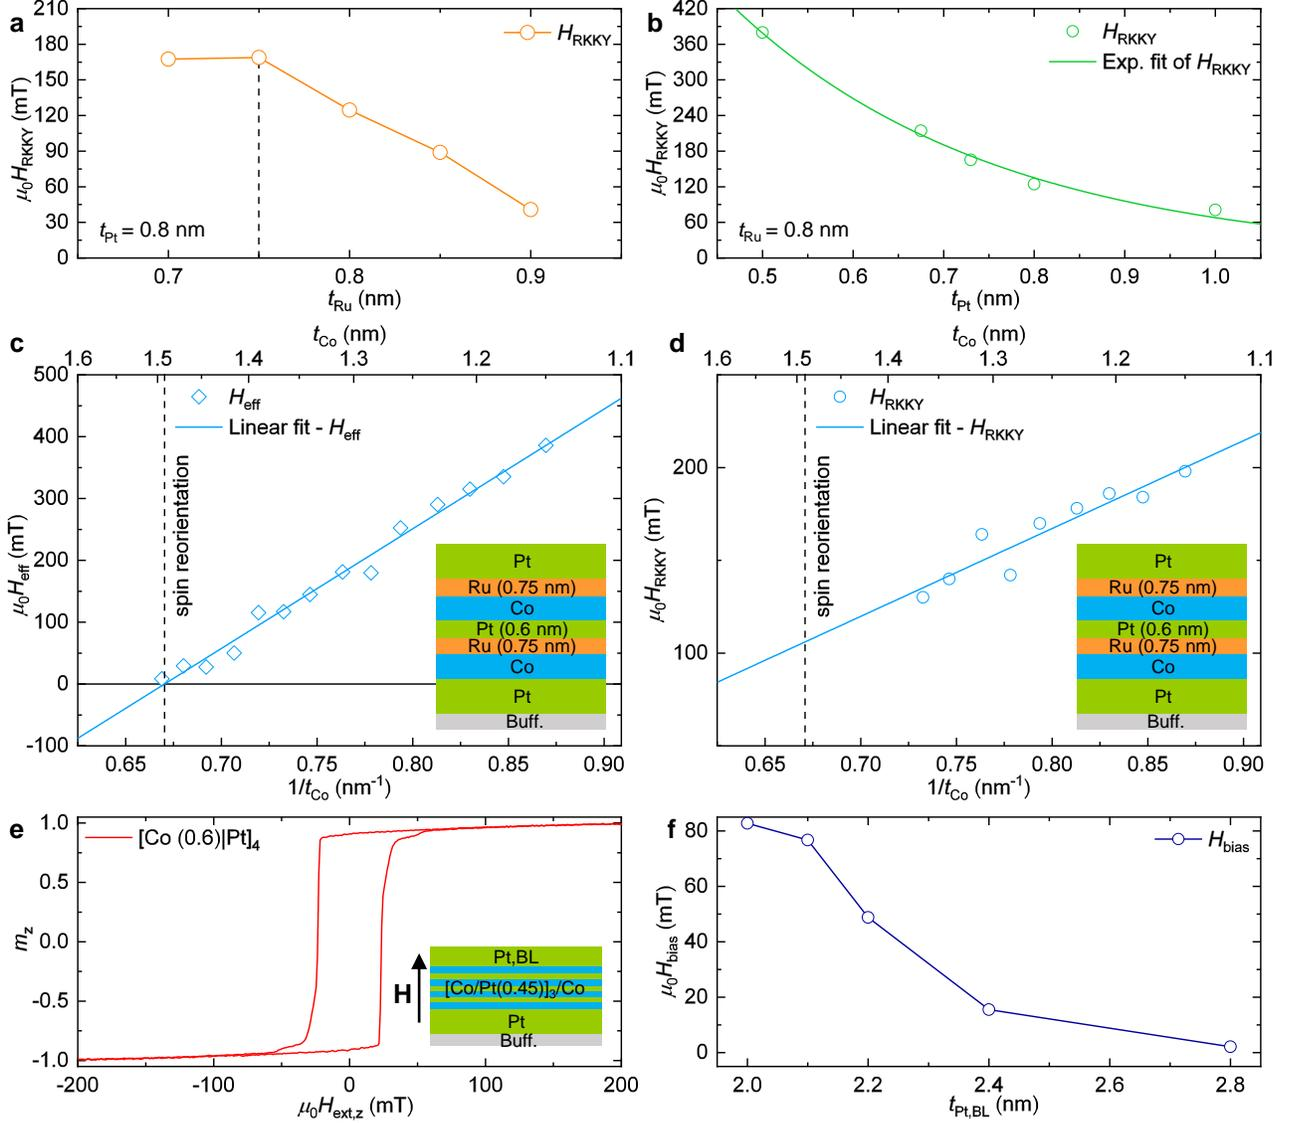 a
210
180
150
120
90
60
30
0
μ0HRKKY (mT)
HRKKY
tPt = 0.8 nm
0.7
0.8
0.9
tRu (nm)
b
420
360
300
240
180
120
60
0
μ0HRKKY (mT)
HRKKY
Exp. fit of HRKKY
tRu = 0.8 nm
0.5
0.6
0.7
0.8
0.9
1.0
tPt (nm)
c
tCo (nm)
1.6
1.5
1.4
1.3
1.2
1.1
500
400
300
200
100
0
-100
μ0Heff (mT)
Heff
Linear fit - Heff
spin reorientation
Pt
Ru (0.75 nm)
Co
Pt (0.6 nm)
Ru (0.75 nm)
Co
Pt
Buff.
0.65
0.70
0.75
0.80
0.85
0.90
1/tCo (nm-1)
d
tCo (nm)
1.6
1.5
1.4
1.3
1.2
1.1
200
100
μ0HRKKY (mT)
HRKKY
Linear fit - HRKKY
spin reorientation
Pt
Ru (0.75 nm)
Co
Pt (0.6 nm)
Ru (0.75 nm)
Co
Pt
Buff.
0.65
0.70
0.75
0.80
0.85
0.90
1/tCo (nm-1)
e
1.0
0.5
0.0
-0.5
-1.0
mz
[Co (0.6)|Pt]4
H
Pt,BL
[Co/Pt(0.45)]3/Co
Pt
Buff.
-200
-100
0
100
200
μ0Hext,z (mT)
f
80
60
40
20
0
μ0Hbias (mT)
Hbias
2.0
2.2
2.4
2.6
2.8
tPt,BL (nm)